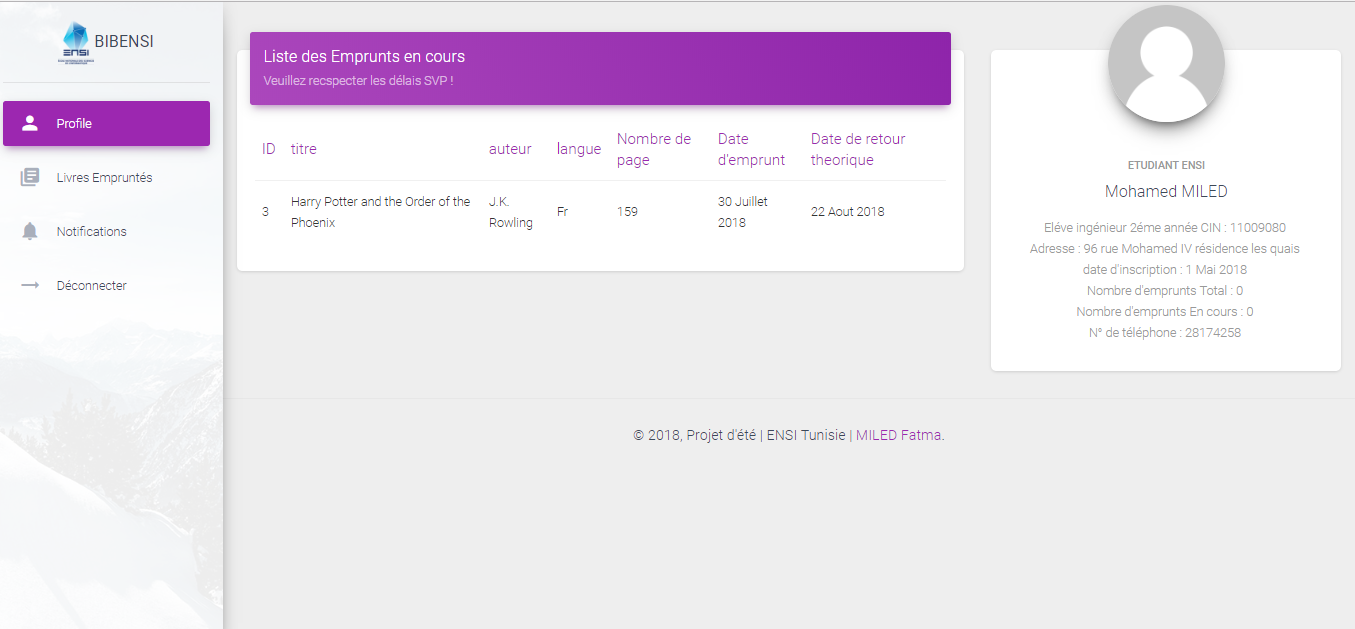 ENSI
BIBENSI
Profile
Livres Empruntés
Notifications
Déconnecter
Liste des Emprunts en cours
Veuillez recspecter les délais SVP !
ID titre auteur langue Nombre de page Date d'emprunt Date de retour theorique
3 Harry Potter and the Order of the Phoenix J.K. Rowling Fr 159 30 Juillet 2018 22 Aout 2018
ETUDIANT ENSI
Mohamed MILED
Eléve ingénieur 2éme année CIN : 11009080
Adresse : 96 rue Mohamed IV résidence les quais
date d'inscription : 1 Mai 2018
Nombre d'emprunts Total : 0
Nombre d'emprunts En cours : 0
N° de téléphone : 28174258
© 2018, Projet d'été | ENSI Tunisie | MILED Fatma.